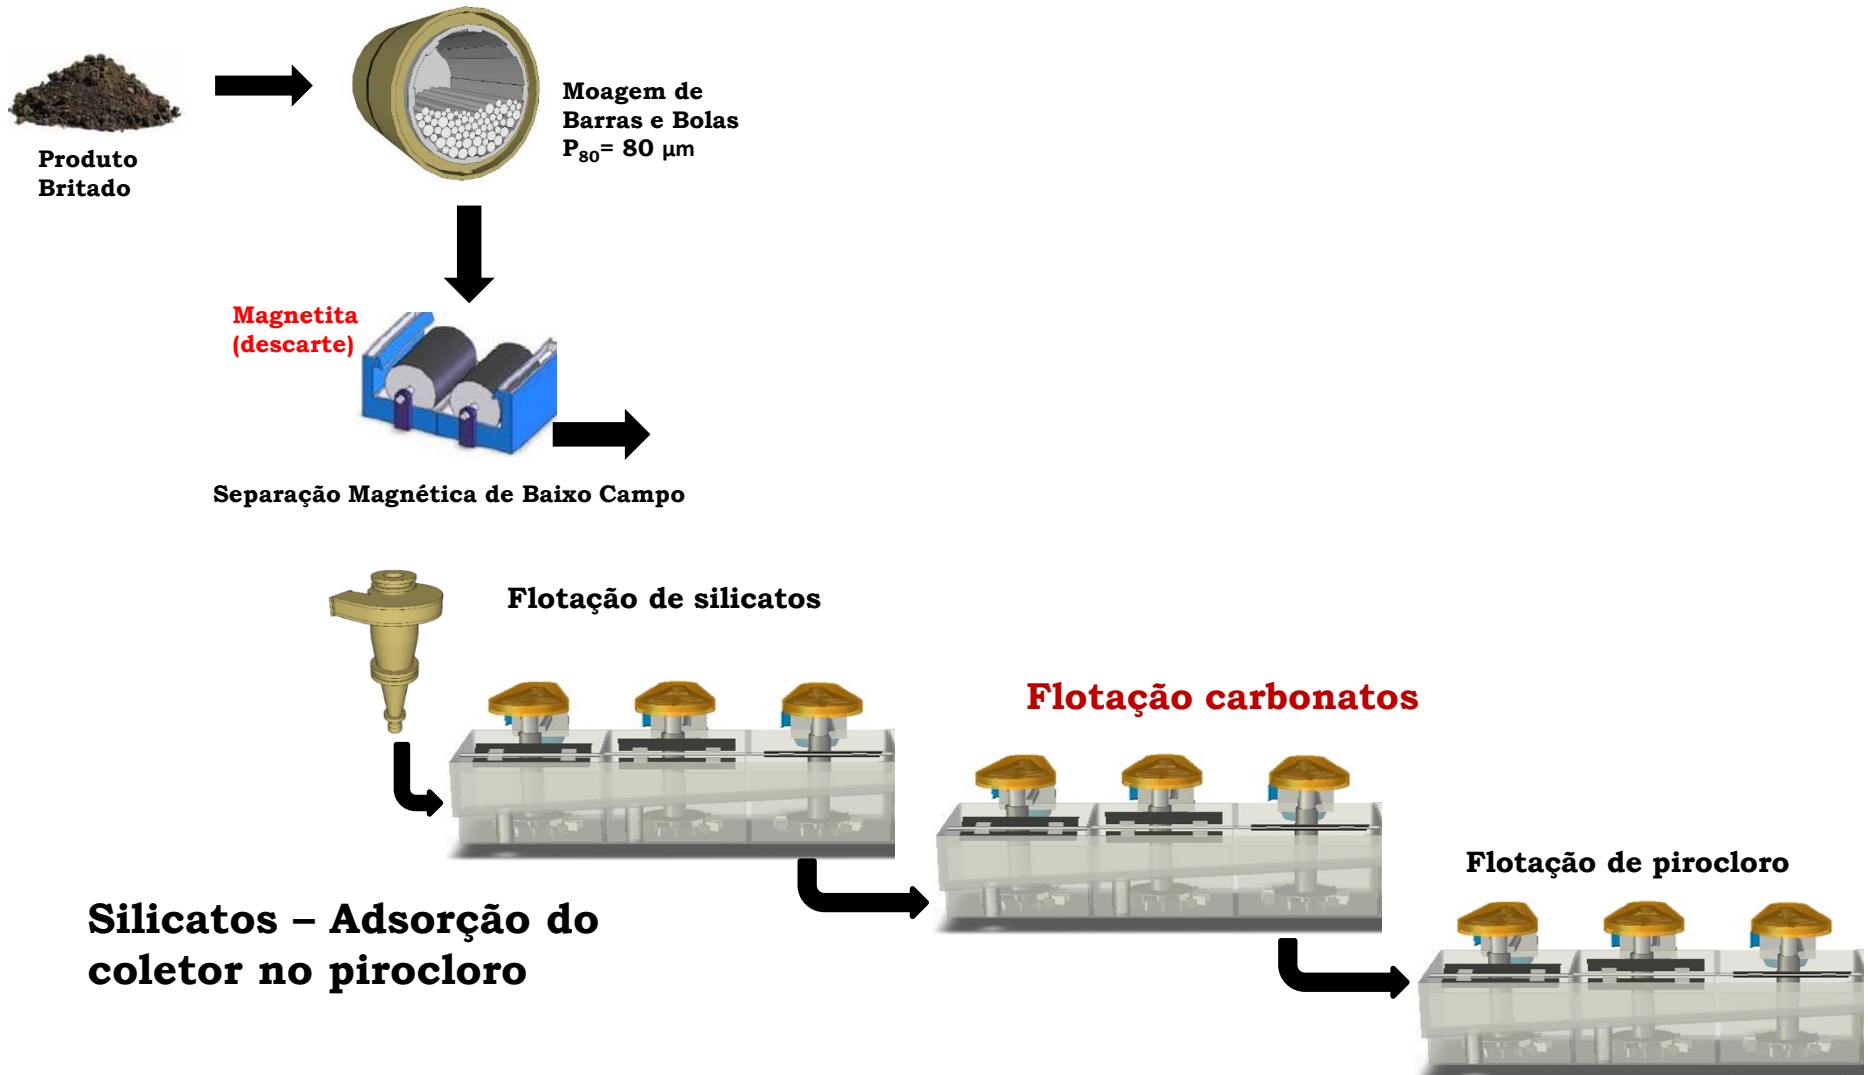 Produto
Britado
Moagem de
Barras e Bolas
P₈₀= 80 µm
Magnetita
(descarte)
Separação Magnética de Baixo Campo
Flotação de silicatos
Flotação carbonatos
Flotação de pirocloro
Silicatos – Adsorção do
coletor no pirocloro